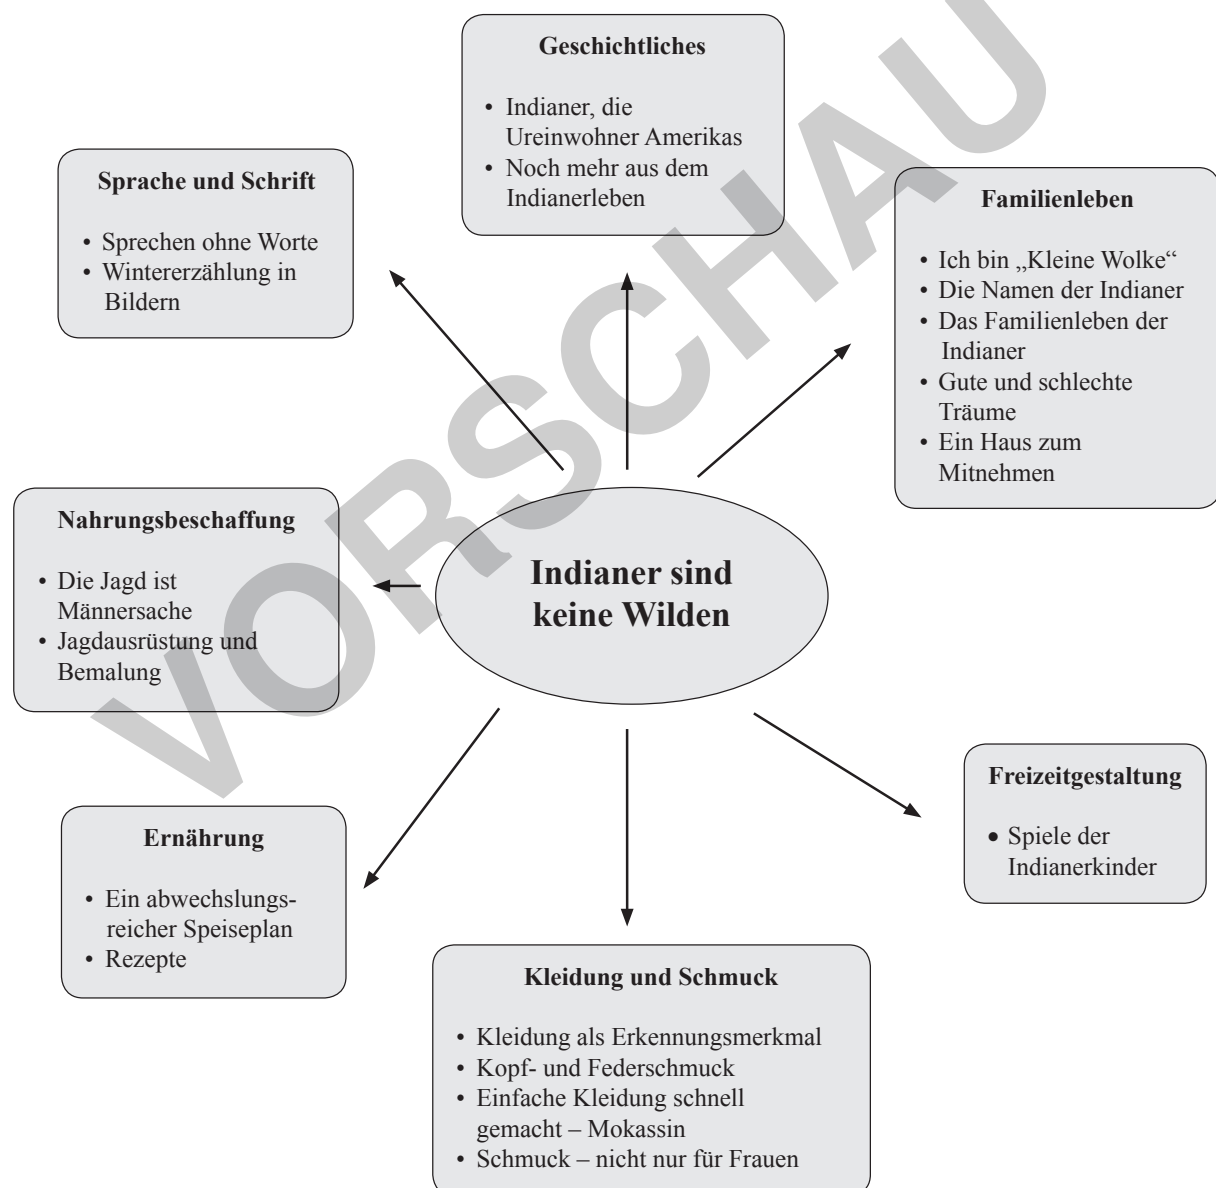 Geschichtliches
• Indianer, die
Ureinwohner Amerikas
• Noch mehr aus dem
Indianerleben
Sprache und Schrift
• Sprechen ohne Worte
• Wintererzählung in
Bildern
Familienleben
• Ich bin „Kleine Wolke“
• Die Namen der Indianer
• Das Familienleben der
Indianer
• Gute und schlechte
Träume
• Ein Haus zum
Mitnehmen
Nahrungsbeschaffung
• Die Jagd ist
Männersache
• Jagdausrüstung und
Bemalung
Indianer sind
keine Wilden
Freizeitgestaltung
• Spiele der
Indianerkinder
Ernährung
• Ein abwechslungs-
reicher Speiseplan
• Rezepte
Kleidung und Schmuck
• Kleidung als Erkennungsmerkmal
• Kopf- und Federschmuck
• Einfache Kleidung schnell
gemacht – Mokassin
• Schmuck – nicht nur für Frauen
VORSCHAU